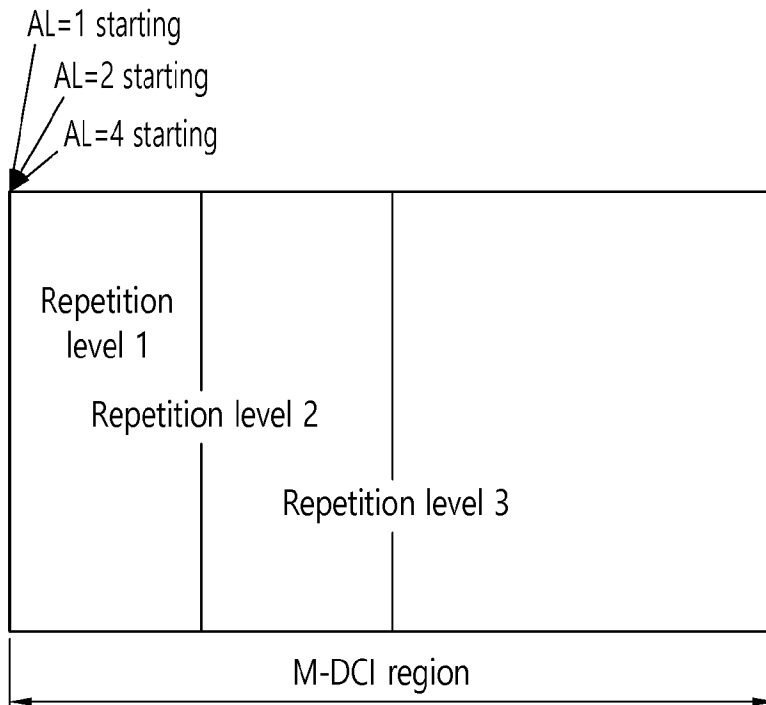 AL=1 starting
AL=2 starting
AL=4 starting
Repetition
level 1
Repetition level 2
Repetition level 3
M-DCI region